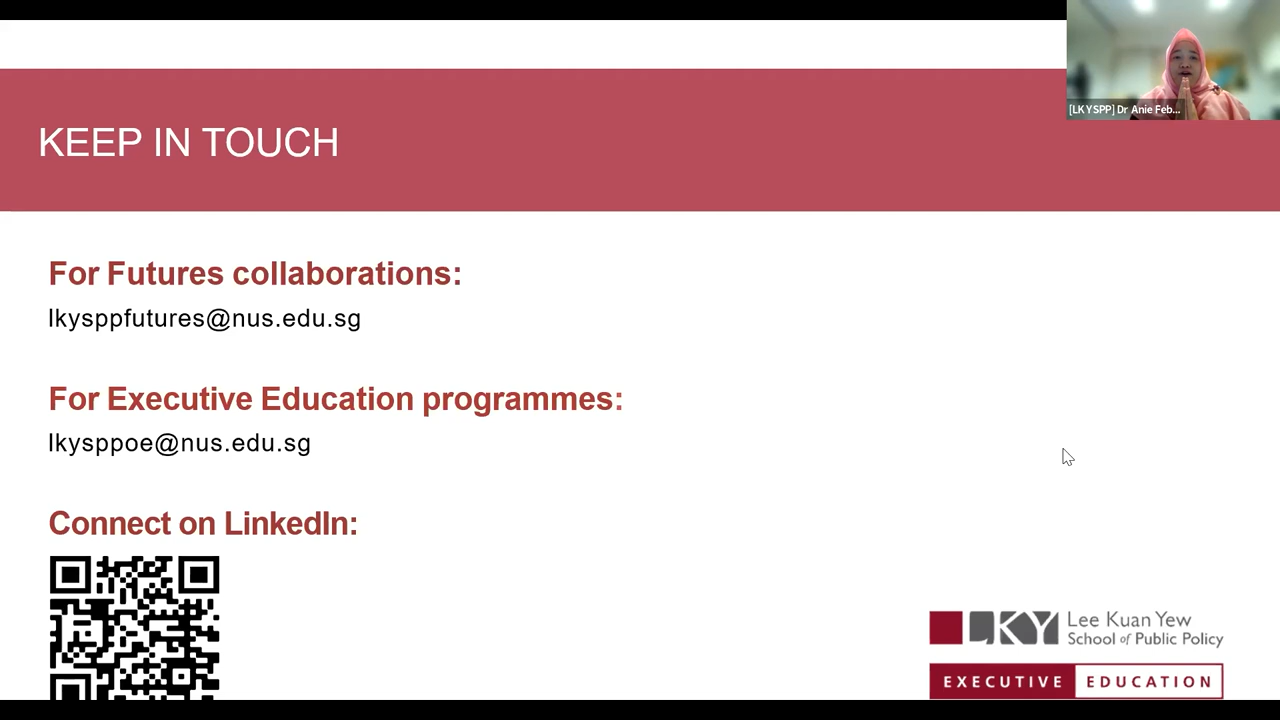 [LKYSPP] Dr Anie Feb...
KEEP IN TOUCH
For Futures collaborations:
lkysppfutures@nus.edu.sg
For Executive Education programmes:
lkysppoe@nus.edu.sg
Connect on LinkedIn:
LKY
Lee Kuan Yew
School of Public Policy
EXECUTIVE EDUCATION